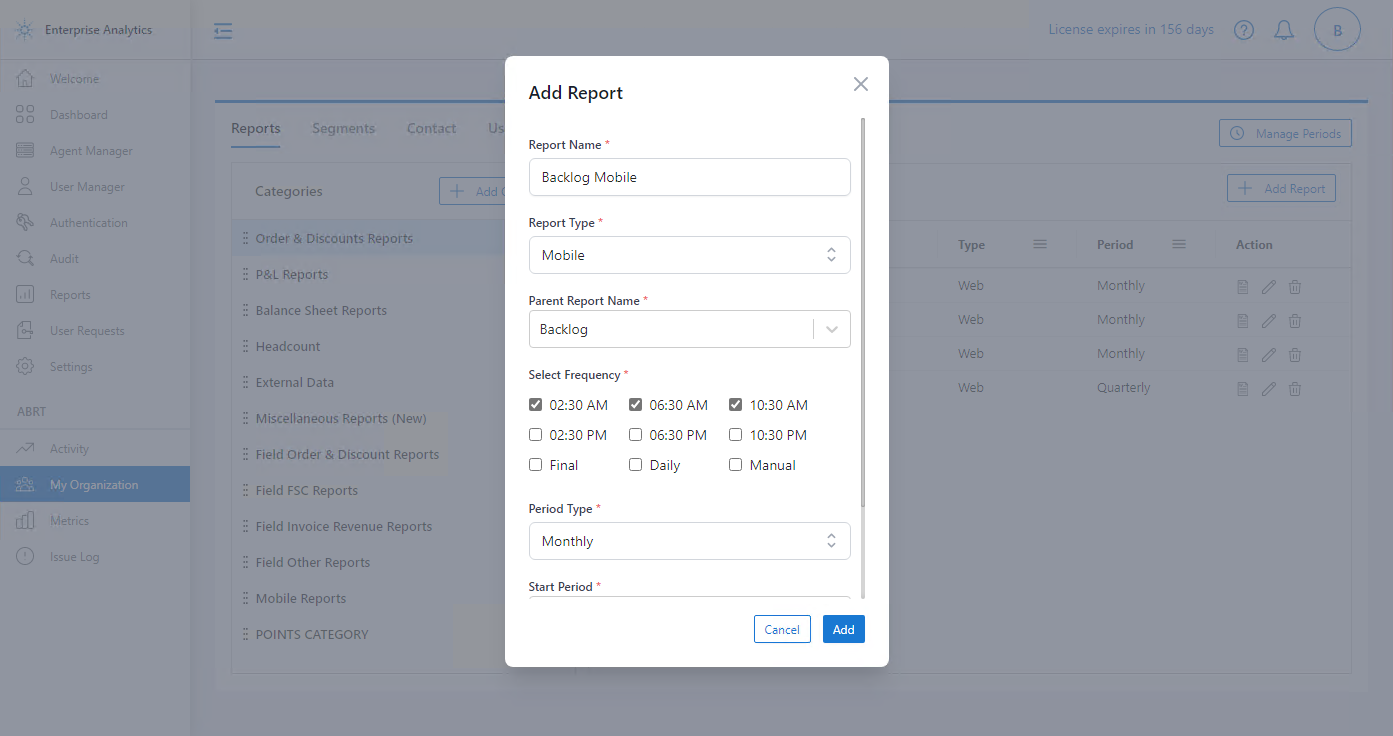 Enterprise Analytics
License expires in 156 days
B
Welcome
Dashboard
Agent Manager
User Manager
Authentication
Audit
Reports
User Requests
Settings
ABRT
Activity
My Organization
Metrics
Issue Log
Reports Segments Contact Us
Manage Periods
Categories
Add C
Order & Discounts Reports
P&L Reports
Balance Sheet Reports
Headcount
External Data
Miscellaneous Reports (New)
Field Order & Discount Reports
Field FSC Reports
Field Invoice Revenue Reports
Field Other Reports
Mobile Reports
POINTS CATEGORY
Add Report
Type Period Action
Web Monthly
Web Monthly
Web Monthly
Web Quarterly
Add Report
Report Name *
Backlog Mobile
Report Type *
Mobile
Parent Report Name *
Backlog
Select Frequency *
02:30 AM 06:30 AM 10:30 AM
02:30 PM 06:30 PM 10:30 PM
Final Daily Manual
Period Type *
Monthly
Start Period *
Cancel Add